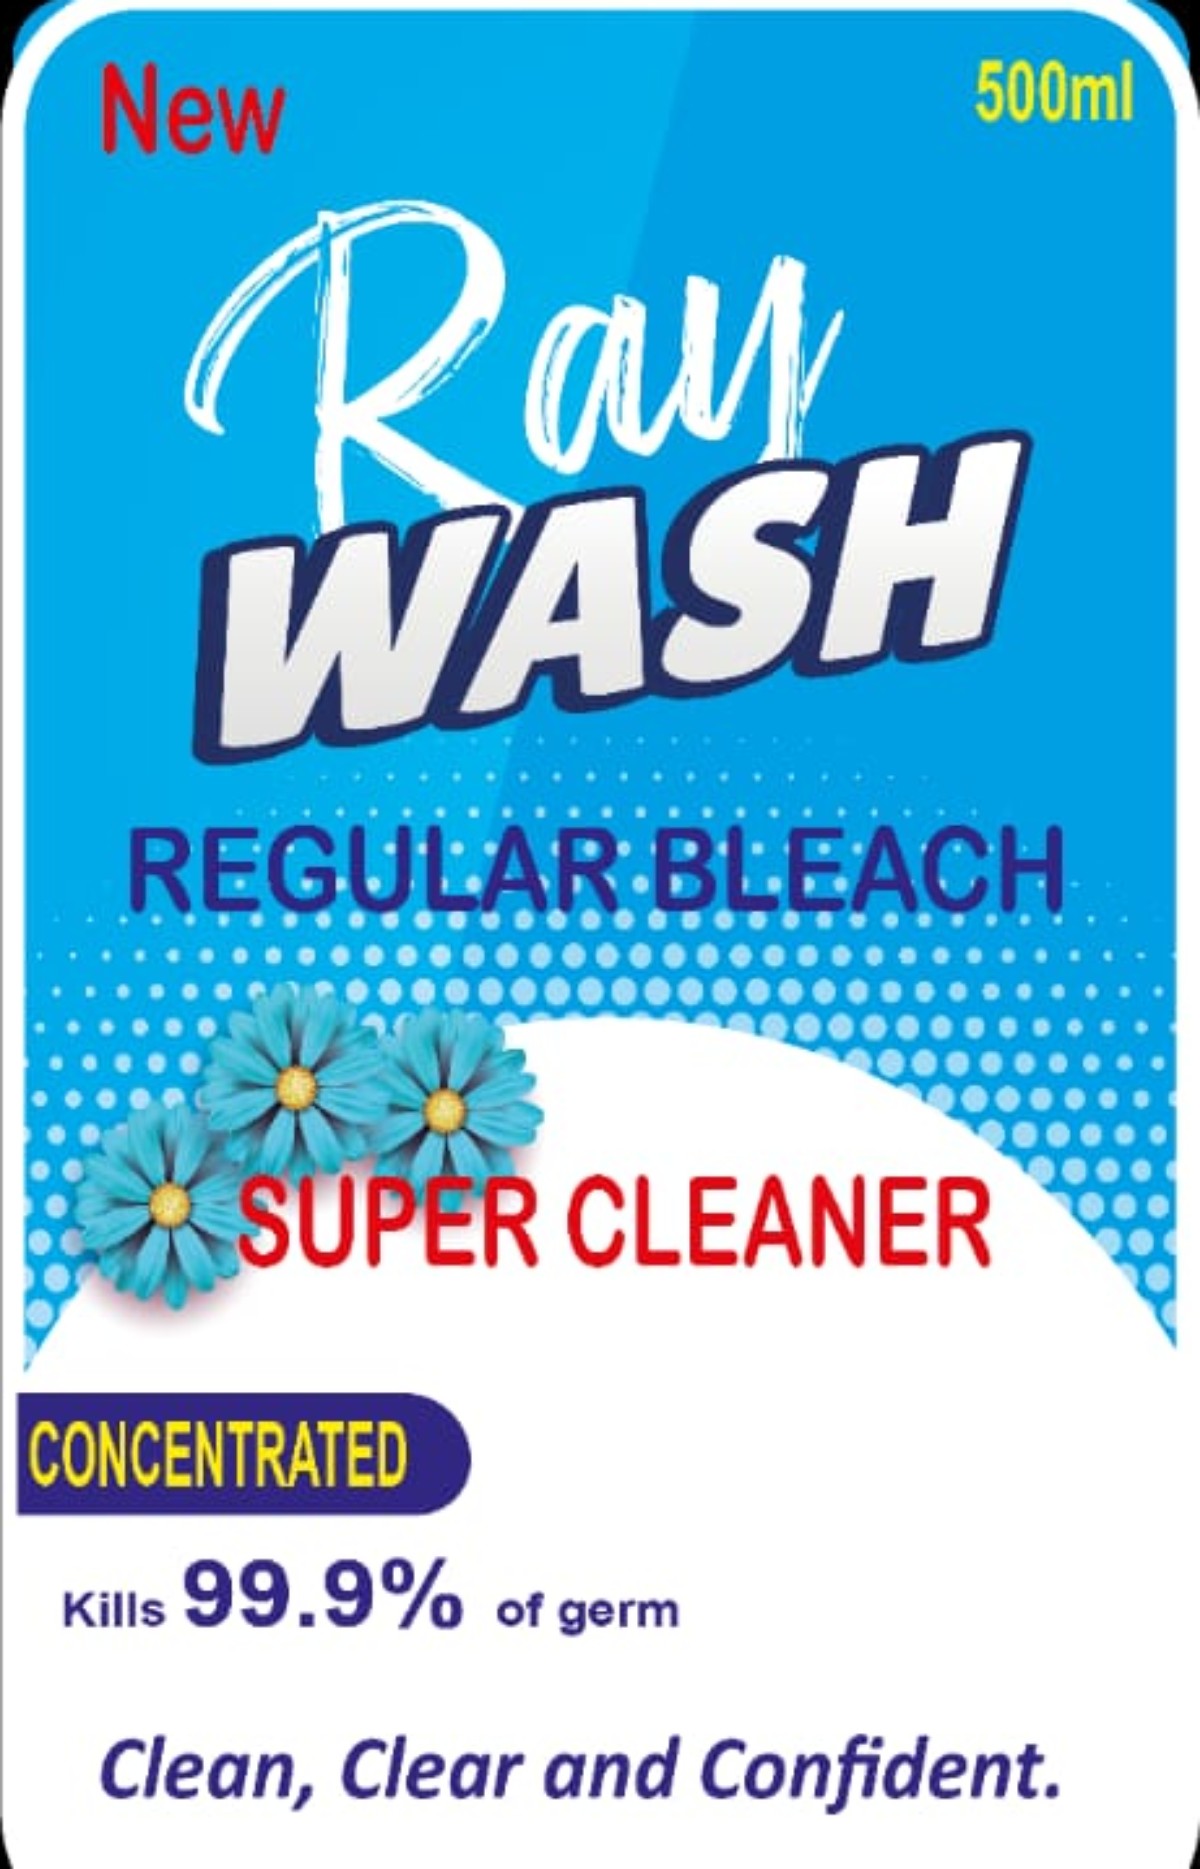 New
500ml
Ray
WASH
REGULAR BLEACH
SUPER CLEANER
CONCENTRATED
Kills 99.9% of germ
Clean, Clear and Confident.